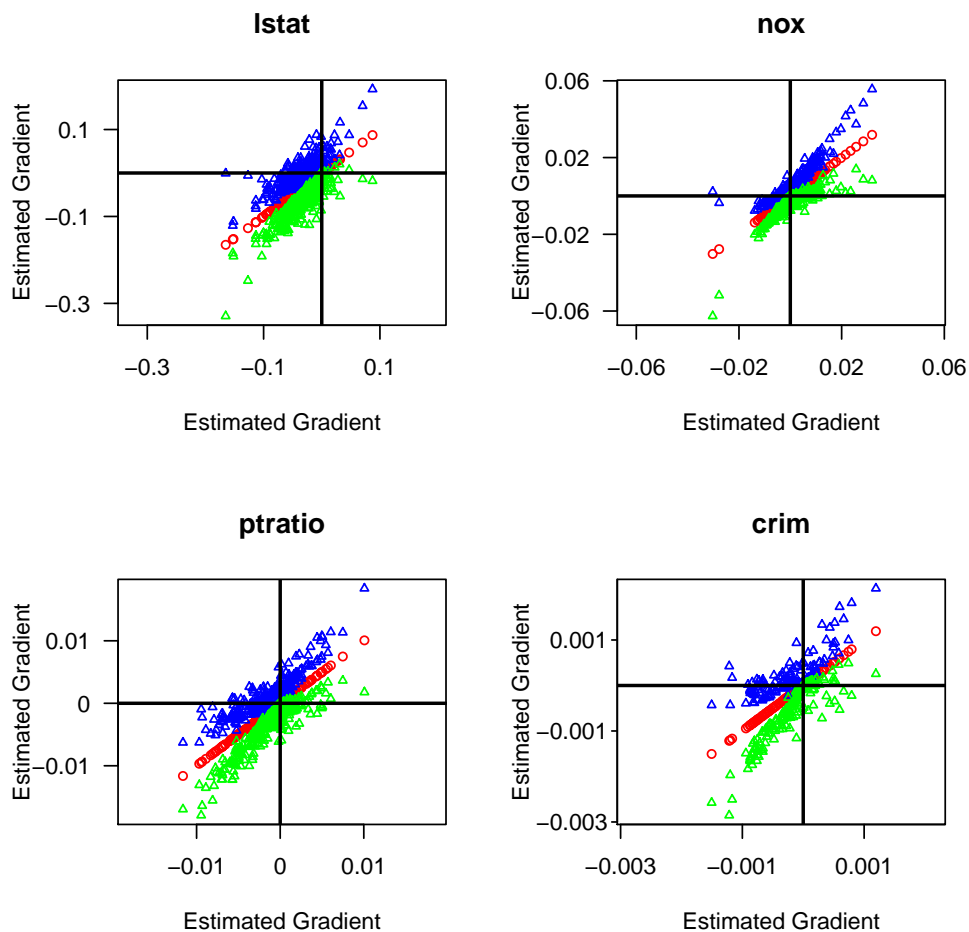 lstat
Estimated Gradient
0.1
−0.1
−0.3
−0.3
−0.1
0.1
Estimated Gradient
nox
Estimated Gradient
0.06
0.02
−0.02
−0.06
−0.06
−0.02
0.02
0.06
Estimated Gradient
ptratio
Estimated Gradient
0.01
0
−0.01
−0.01
0
0.01
Estimated Gradient
crim
Estimated Gradient
0.001
−0.001
−0.003
−0.003
−0.001
0.001
Estimated Gradient